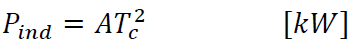 P_ind = AT_c^2 [kW]